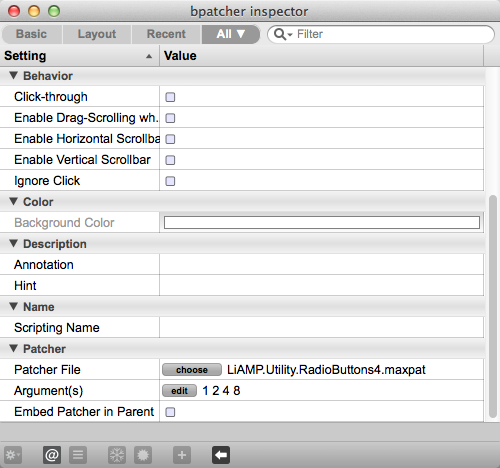 bpatcher inspector
Basic Layout Recent All ▼ Filter
Setting Value
▼ Behavior
Click-through
Enable Drag-Scrolling wh...
Enable Horizontal Scrollba
Enable Vertical Scrollbar
Ignore Click
▼ Color
Background Color
▼ Description
Annotation
Hint
▼ Name
Scripting Name
▼ Patcher
Patcher File choose LiAMP.Utility.RadioButtons4.maxpat
Argument(s) edit 1 2 4 8
Embed Patcher in Parent
@